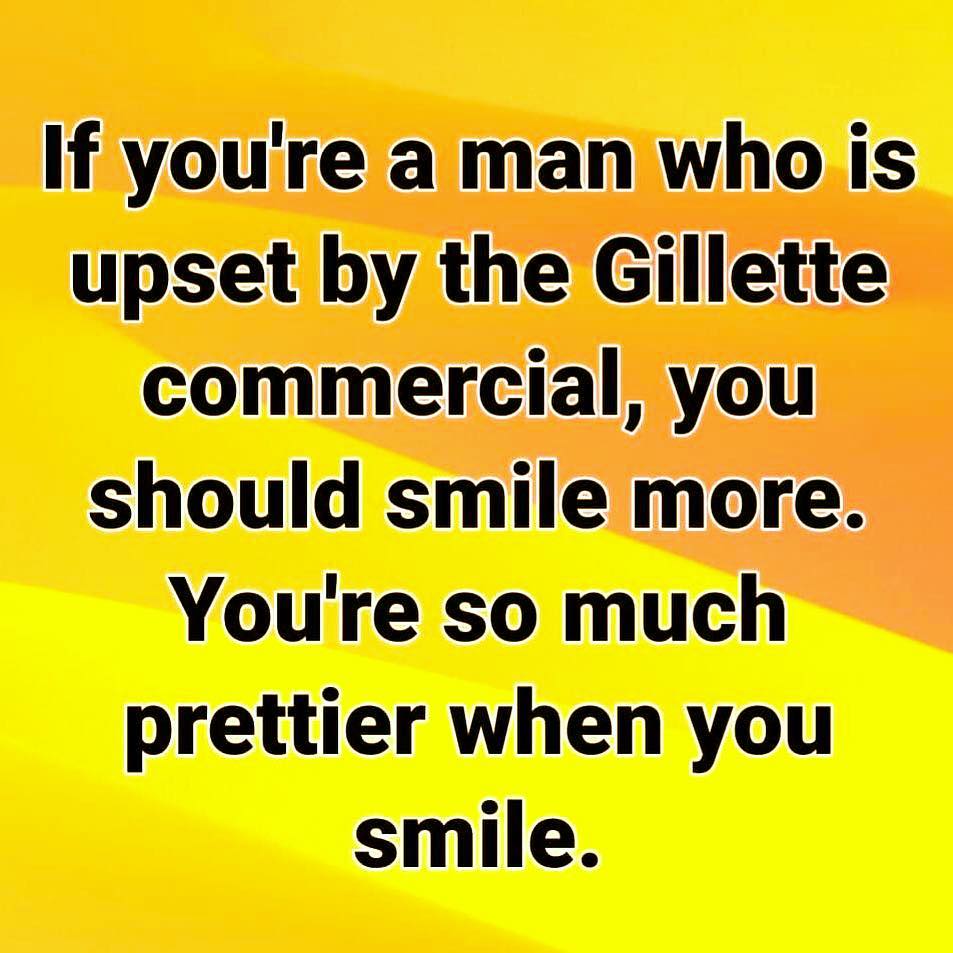 If you're a man who is
upset by the Gillette
commercial, you
should smile more.
You're so much
prettier when you
smile.